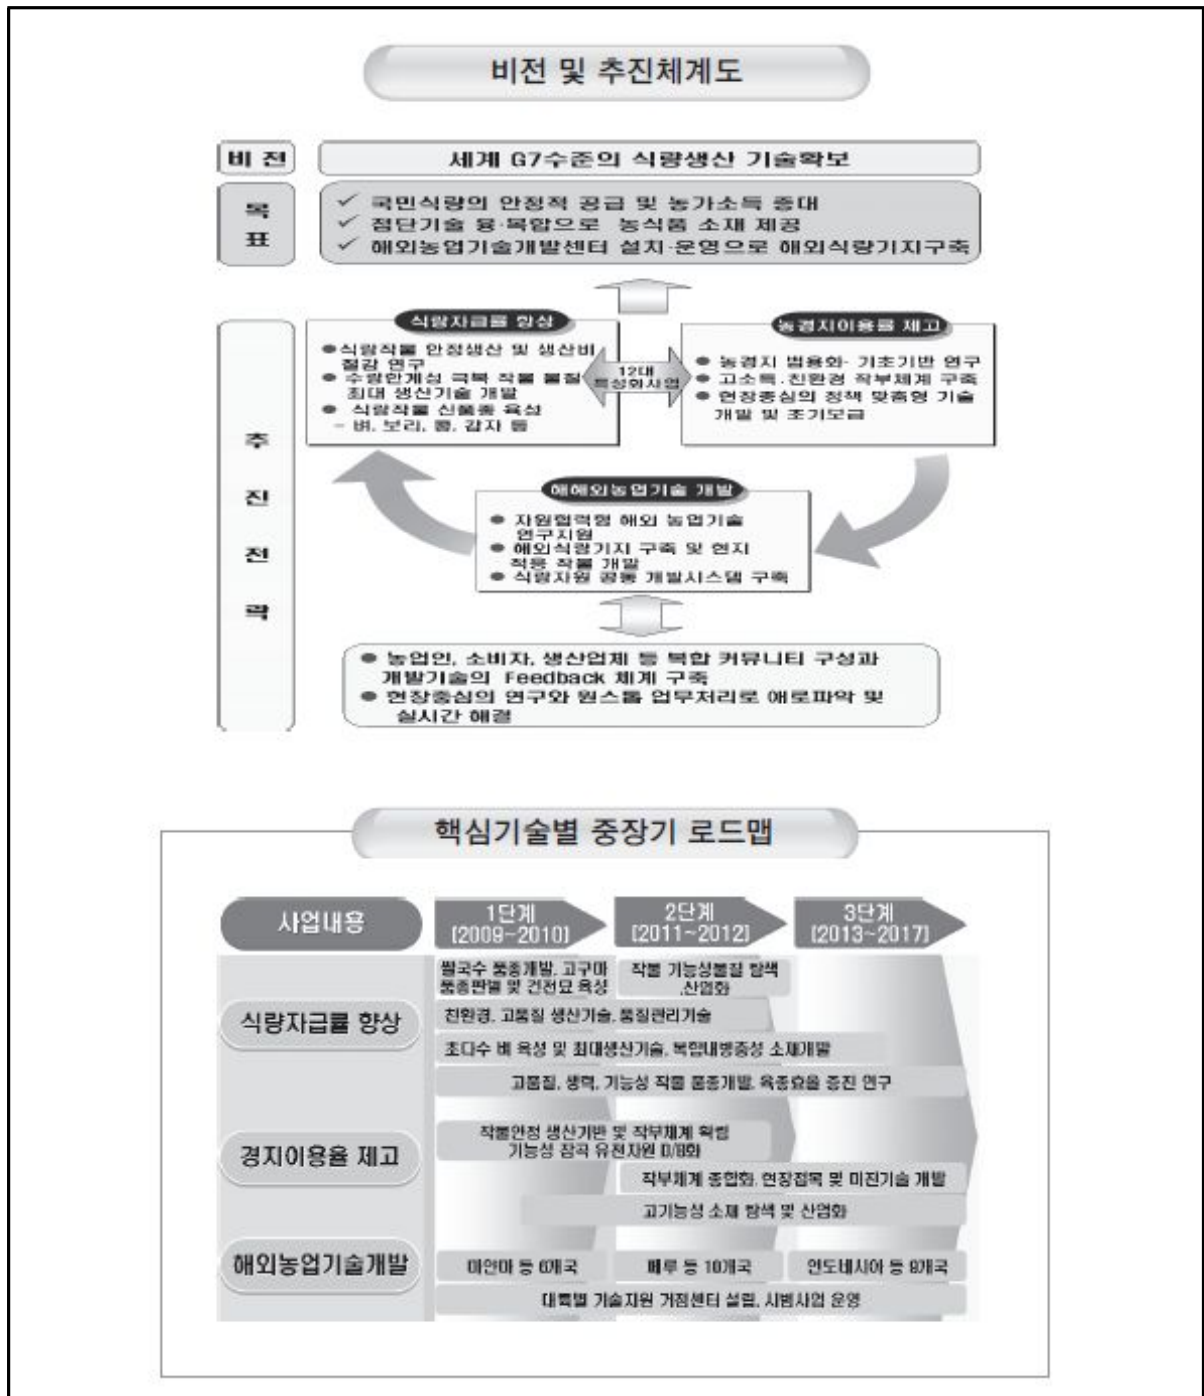 비전 및 추진체계도
비 전
세계 G7수준의 식량생산 기술확보
목
표
✓ 국민식량의 안정적 공급 및 농가소득 증대
✓ 첨단기술 융·복합으로 농식품 소재 제공
✓ 해외농업기술개발센터 설치·운영으로 해외식량기지구축
추
진
전
략
식량자급률 향상
● 식량작물 안정생산 및 생산비
절감 연구
● 수량한계성 극복 작물 물질
최대 생산기술 개발
● 식량작물 신품종 육성
- 벼, 보리, 콩, 감자 등
12대
특성화사업
농경지이용률 제고
● 농경지 범용화· 기초기반 연구
● 고소득·친환경 작부체계 구축
● 현장중심의 정책 맞춤형 기술
개발 및 조기보급
해해외농업기술 개발
● 자원협력형 해외 농업기술
연구지원
● 해외식량기지 구축 및 현지
적응 작물 개발
● 식량자원 공동 개발시스템 구축
● 농업인, 소비자, 생산업체 등 복합 커뮤니티 구성과
개발기술의 Feedback 체계 구축
● 현장중심의 연구와 원스톱 업무처리로 애로파악 및
실시간 해결
핵심기술별 중장기 로드맵
사업내용
1단계
[2009~2010]
2단계
[2011~2012]
3단계
[2013~2017]
식량자급률 향상
쌀국수 품종개발, 고구마
품종판별 및 건전묘 육성
작물 기능성물질 탐색
,산업화
친환경, 고품질 생산기술, 품질관리기술
초다수 벼 육성 및 최대생산기술, 복합내병충성 소재개발
고품질, 생력, 기능성 작물 품종개발, 육종효율 증진 연구
경지이용율 제고
작물안정 생산기반 및 작부체계 확립
기능성 잡곡 유전자원 D/B화
작부체계 종합화, 현장접목 및 미진기술 개발
고기능성 소재 탐색 및 산업화
해외농업기술개발
미얀마 등 6개국
페루 등 10개국
인도네시아 등 8개국
대륙별 기술지원 거점센터 설립, 시범사업 운영